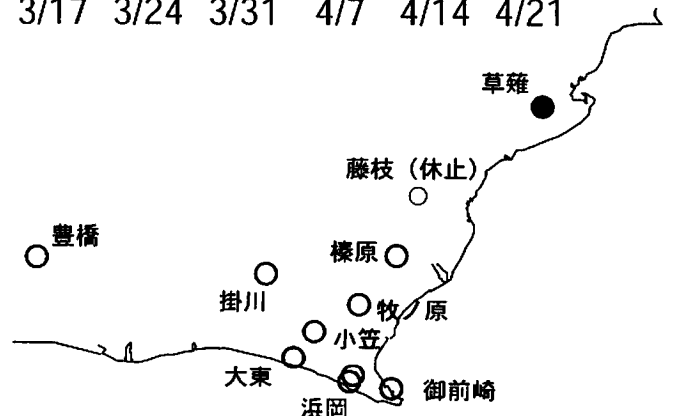 3/17 3/24 3/31 4/7 4/14 4/21
草薙
藤枝（休止）
豊橋
榛原
掛川
牧ノ原
小笠
大東
御前崎
浜岡